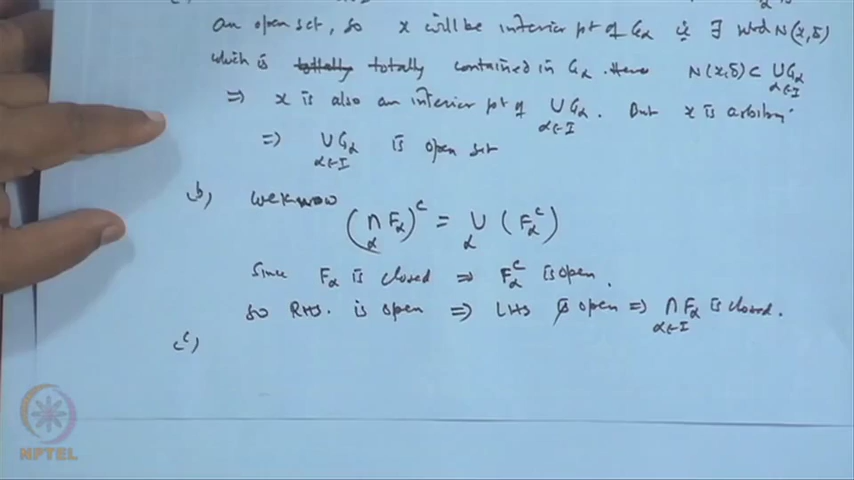 an open set, so x will be interior pt of Gα ie ∃ nbd N(x,δ)
which is totally totally contained in Gα. Hence N(x,δ) ⊂ ∪Gα
α∈I
⇒ x is also an interior pt of ∪Gα. But x is arbitrary
α∈I
⇒ ∪Gα is open set
α∈I
(b) We know
(∩ Fα)^c = ∪ (Fα^c)
α α
Since Fα is closed ⇒ Fα^c is open.
So RHS. is open ⇒ LHS is open ⇒ ∩Fα is closed.
α∈I
(c)
NPTEL